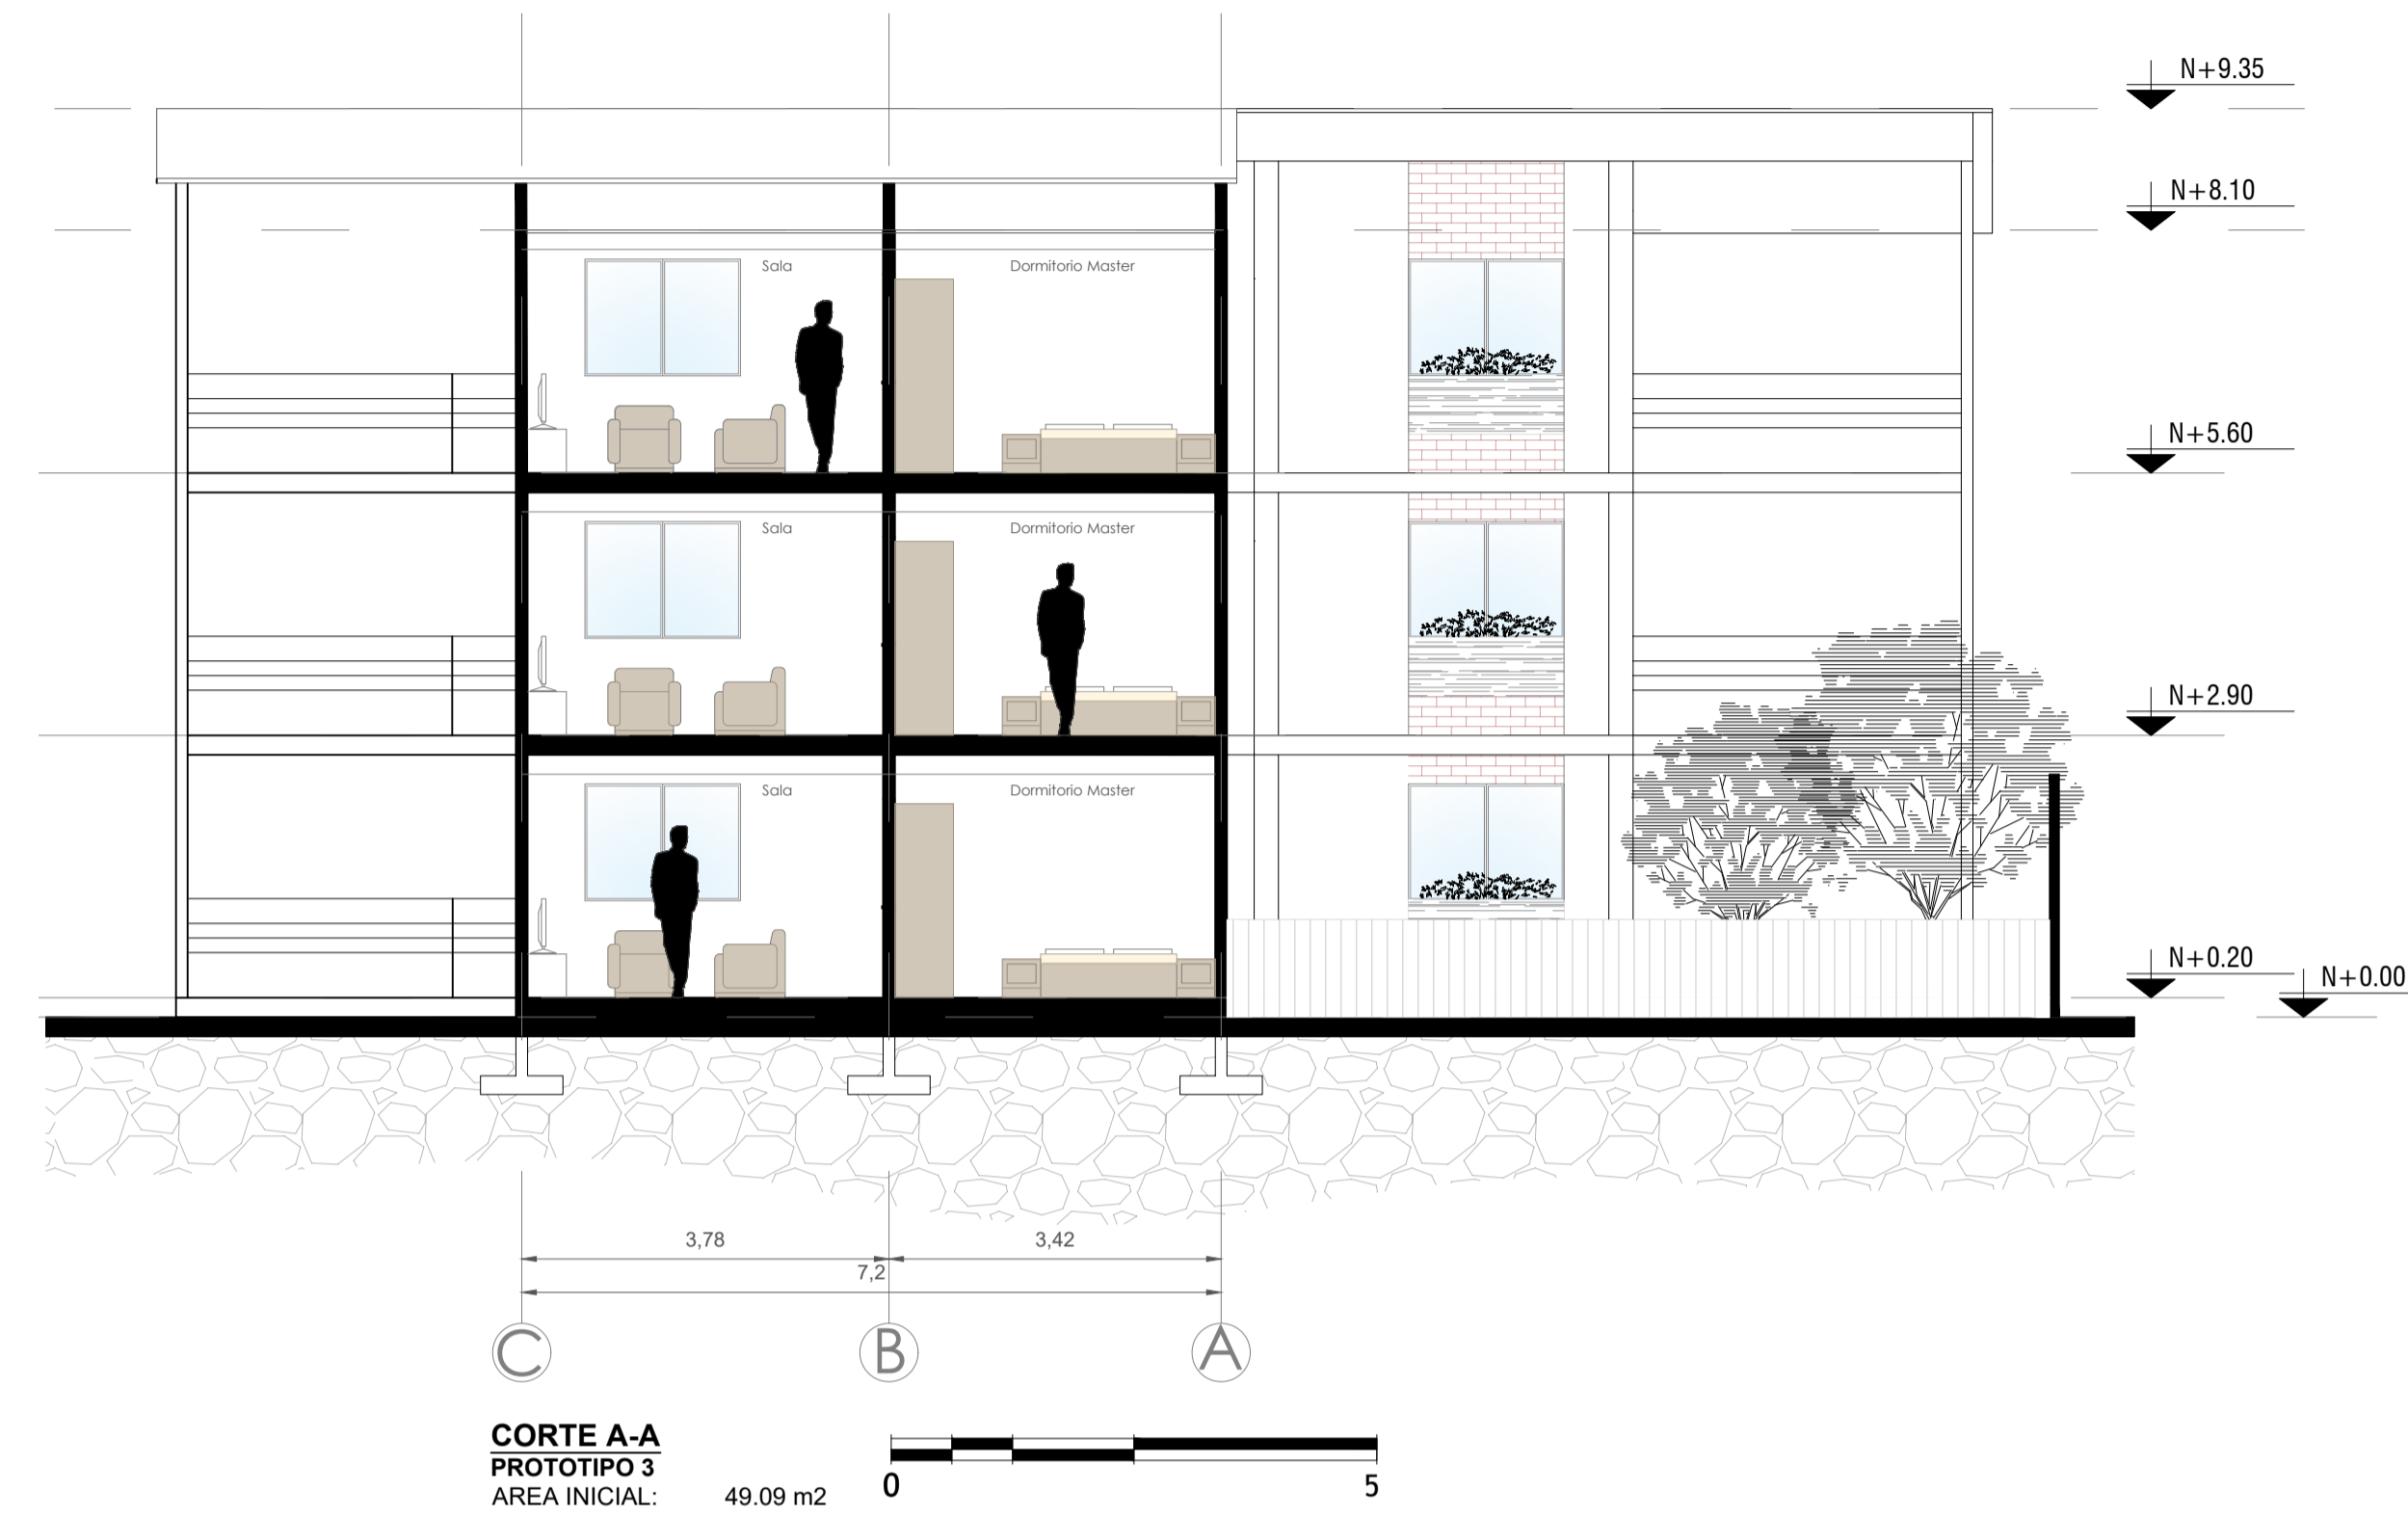 N+9.35
N+8.10
Sala
Dormitorio Master
N+5.60
Sala
Dormitorio Master
N+2.90
Sala
Dormitorio Master
N+0.20
N+0.00
3,78
3,42
7,2
C
B
A
CORTE A-A
PROTOTIPO 3
AREA INICIAL: 49.09 m2
0
5